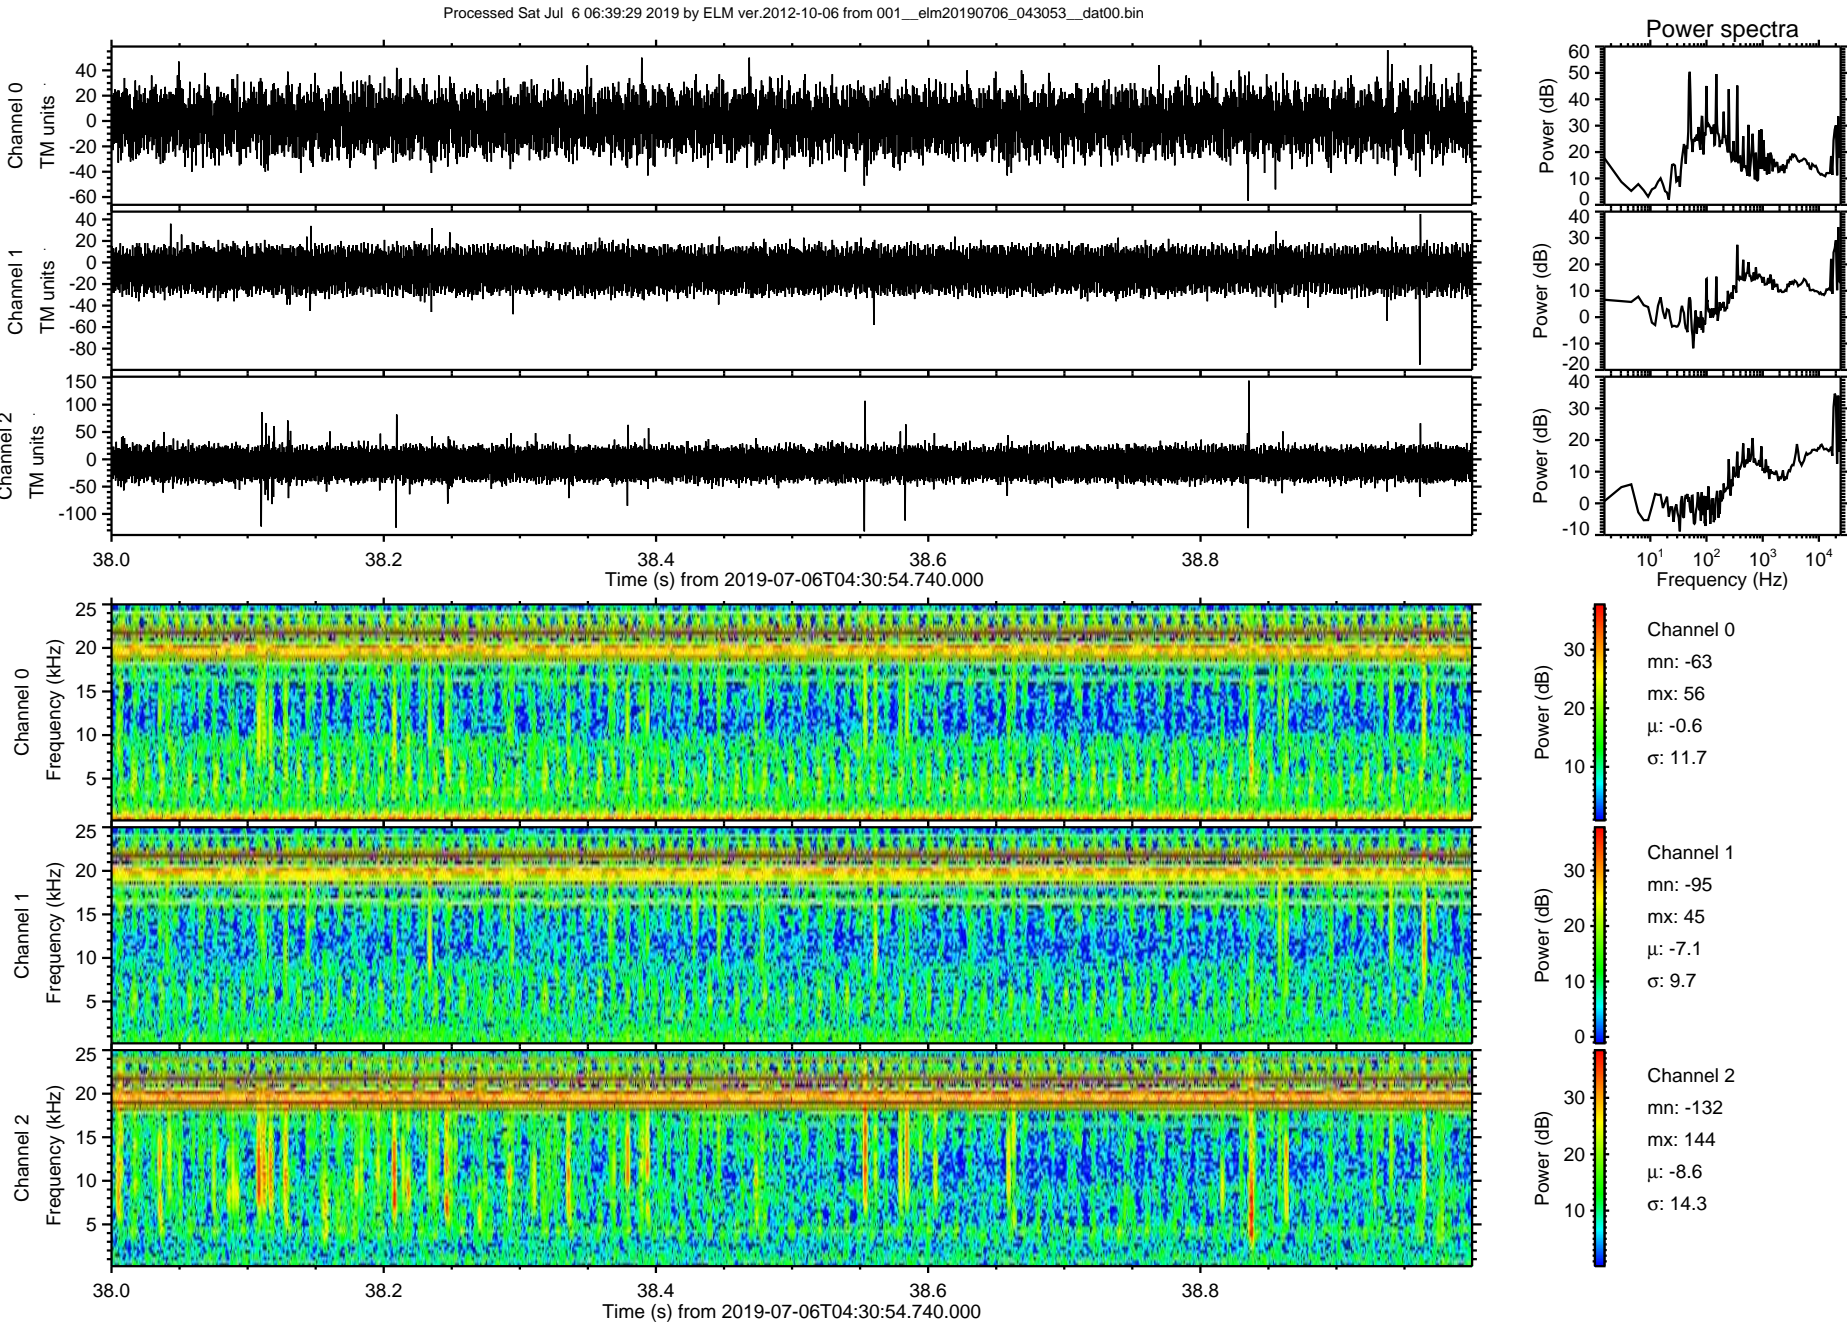 Processed Sat Jul  6 06:39:29 2019 by ELM ver.2012-10-06 from 001__elm20190706_043053__dat00.bin
Power spectra
Channel 0
TM units
40
20
0
-20
-40
-60
Power (dB)
60
50
40
30
20
10
0
Channel 1
TM units
40
20
0
-20
-40
-60
-80
Power (dB)
40
30
20
10
0
-10
-20
Channel 2
TM units
150
100
50
0
-50
-100
Power (dB)
40
30
20
10
0
-10
38.0 38.2 38.4 38.6 38.8
Time (s) from 2019-07-06T04:30:54.740.000
10^1 10^2 10^3 10^4
Frequency (Hz)
Channel 0
Frequency (kHz)
25
20
15
10
5
Power (dB)
30
20
10
Channel 0
mn: -63
mx: 56
μ: -0.6
σ: 11.7
Channel 1
Frequency (kHz)
25
20
15
10
5
Power (dB)
30
20
10
0
Channel 1
mn: -95
mx: 45
μ: -7.1
σ: 9.7
Channel 2
Frequency (kHz)
25
20
15
10
5
Power (dB)
30
20
10
Channel 2
mn: -132
mx: 144
μ: -8.6
σ: 14.3
38.0 38.2 38.4 38.6 38.8
Time (s) from 2019-07-06T04:30:54.740.000